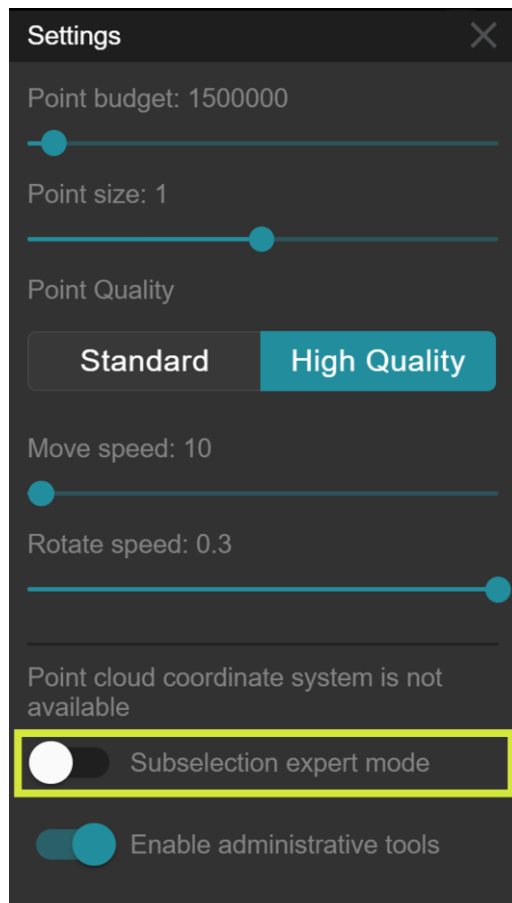 Settings
Point budget: 1500000
Point size: 1
Point Quality
Standard High Quality
Move speed: 10
Rotate speed: 0.3
Point cloud coordinate system is not
available
Subselection expert mode
Enable administrative tools